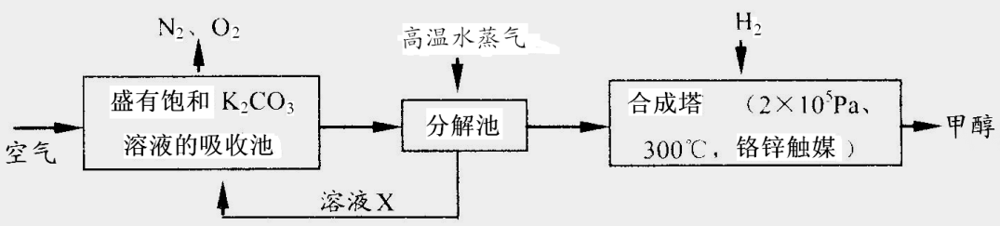 N₂、O₂
高温水蒸气
H₂
盛有饱和 K₂CO₃
溶液的吸收池
分解池
合成塔 （2×10⁵Pa、
300℃，铬锌触媒）
空气
甲醇
溶液X